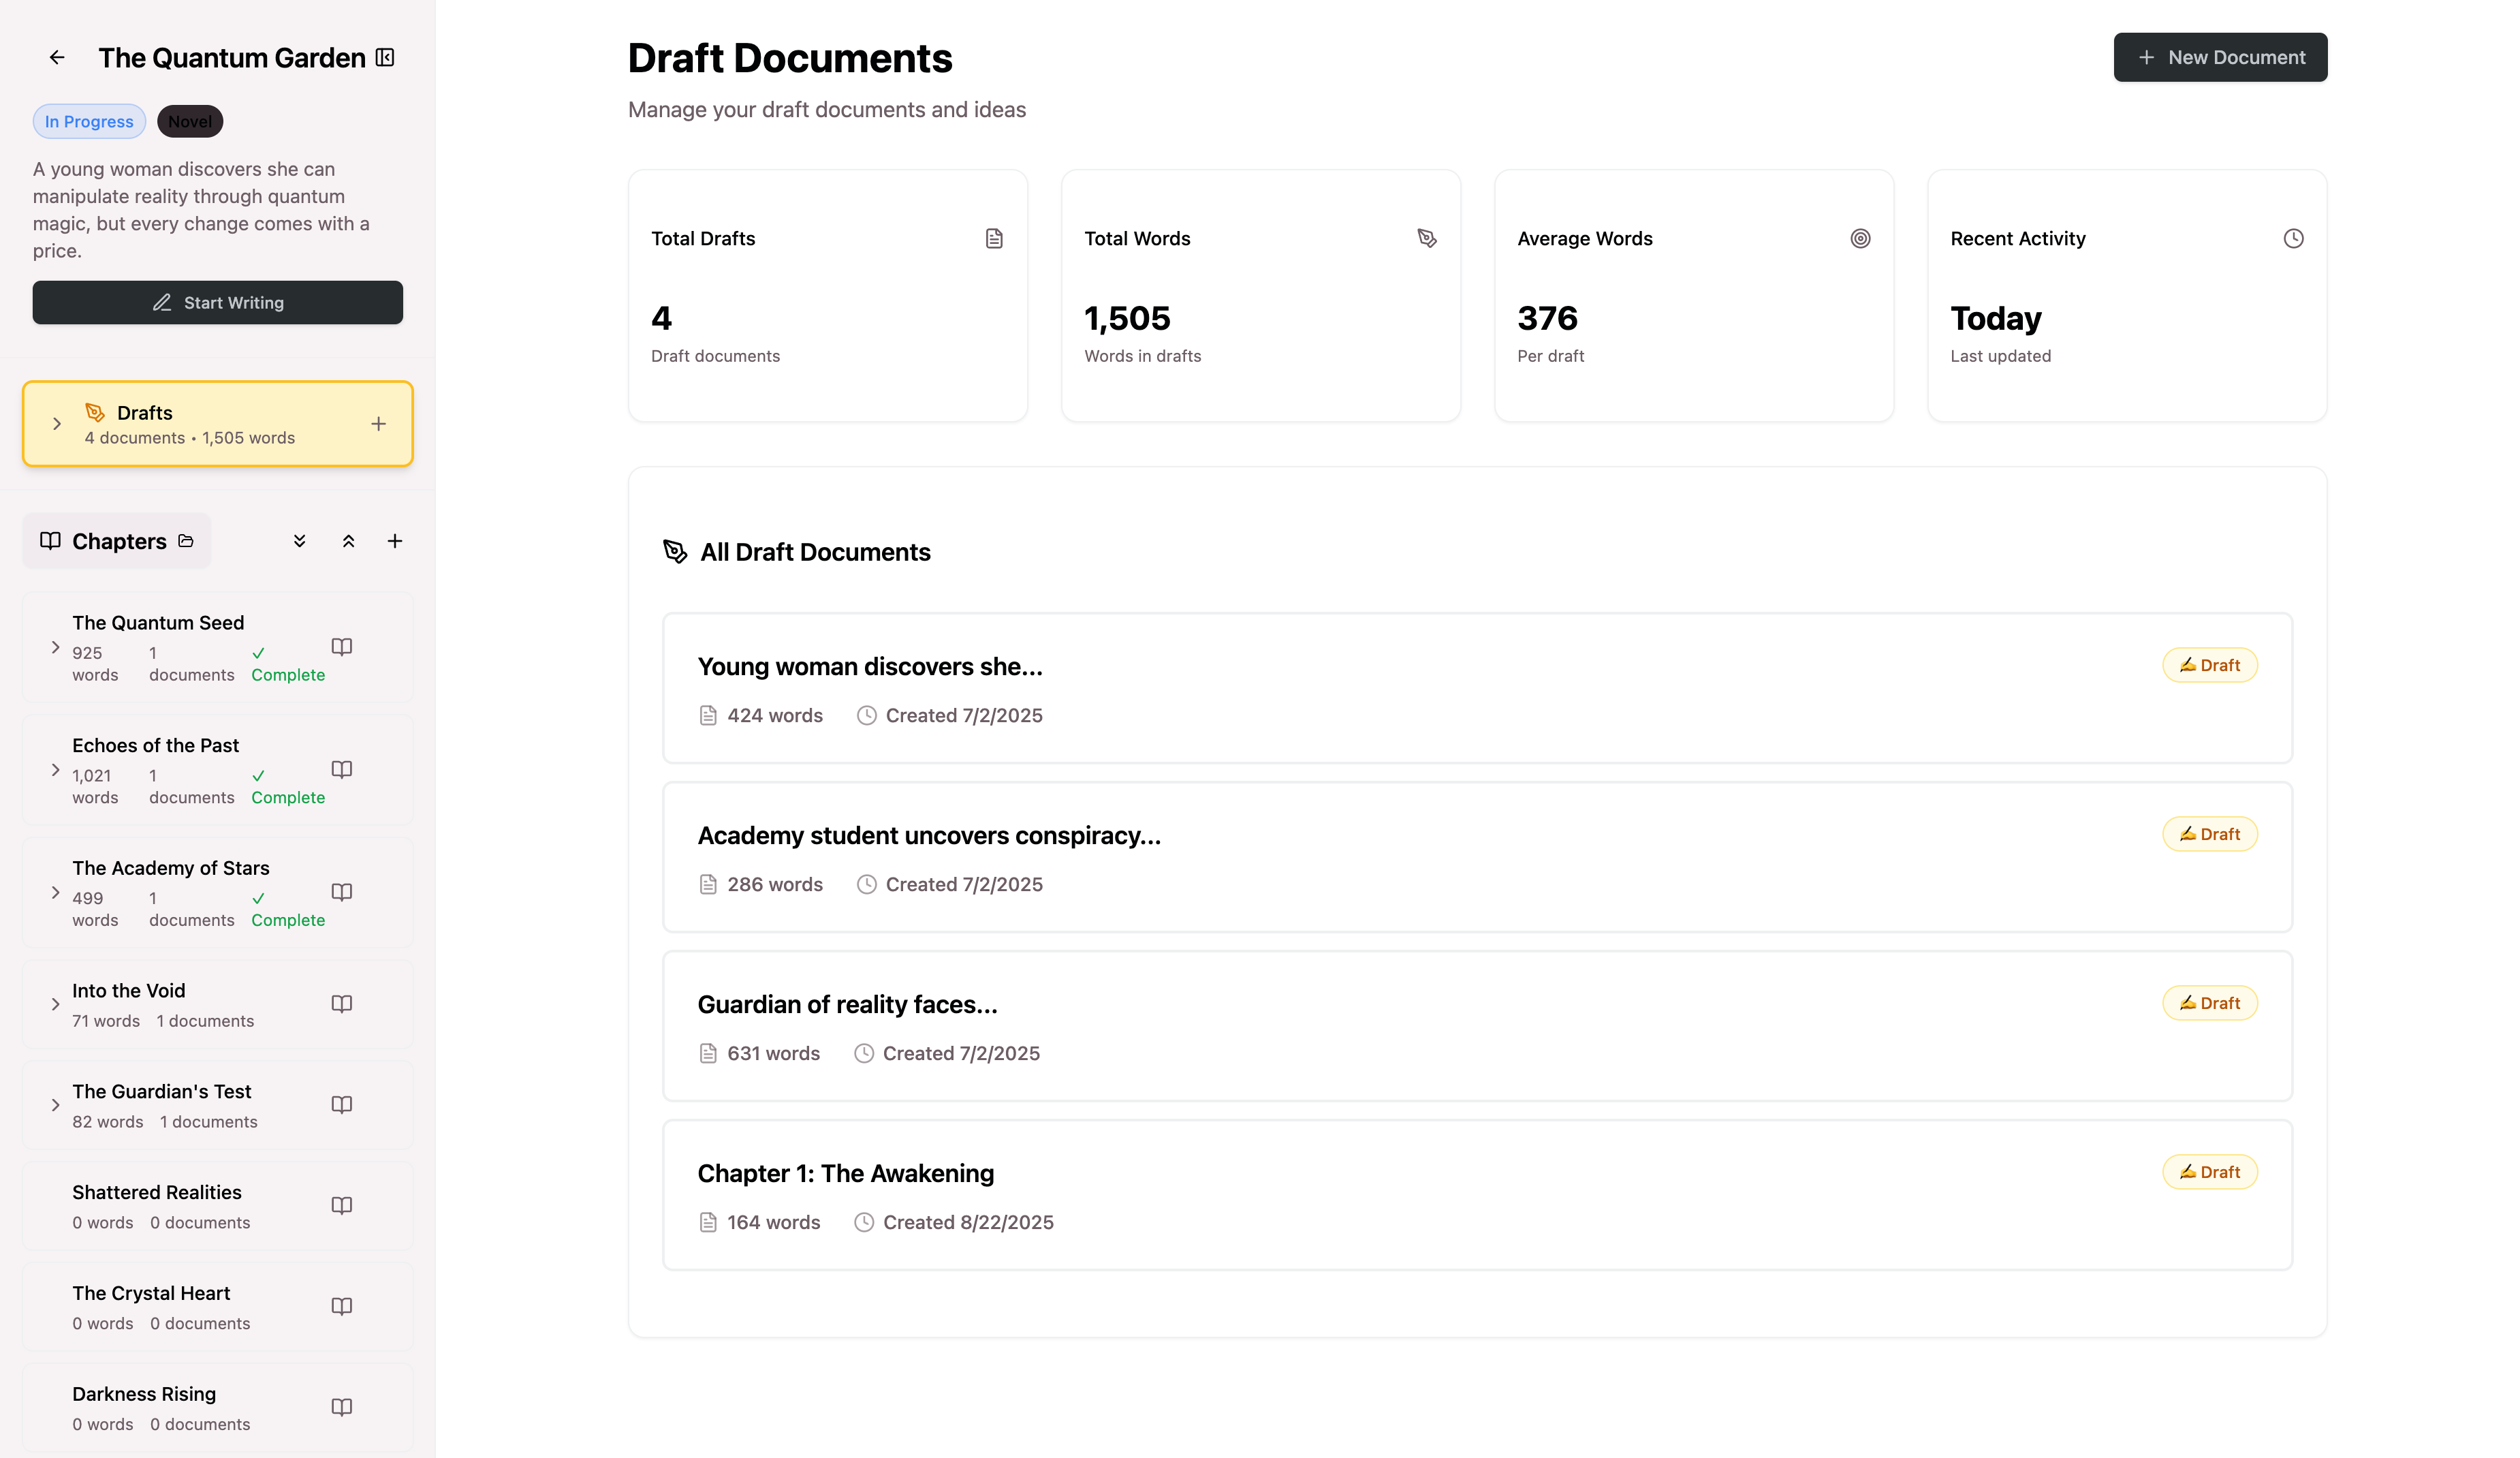 The Quantum Garden
In Progress
Novel
A young woman discovers she can
manipulate reality through quantum
magic, but every change comes with a
price.
Start Writing
Drafts
4 documents • 1,505 words
Chapters
The Quantum Seed
925 words 1 documents ✓ Complete
Echoes of the Past
1,021 words 1 documents ✓ Complete
The Academy of Stars
499 words 1 documents ✓ Complete
Into the Void
71 words 1 documents
The Guardian's Test
82 words 1 documents
Shattered Realities
0 words 0 documents
The Crystal Heart
0 words 0 documents
Darkness Rising
0 words 0 documents
Draft Documents
Manage your draft documents and ideas
New Document
Total Drafts
4
Draft documents
Total Words
1,505
Words in drafts
Average Words
376
Per draft
Recent Activity
Today
Last updated
All Draft Documents
Young woman discovers she...
✍️ Draft
424 words Created 7/2/2025
Academy student uncovers conspiracy...
✍️ Draft
286 words Created 7/2/2025
Guardian of reality faces...
✍️ Draft
631 words Created 7/2/2025
Chapter 1: The Awakening
✍️ Draft
164 words Created 8/22/2025